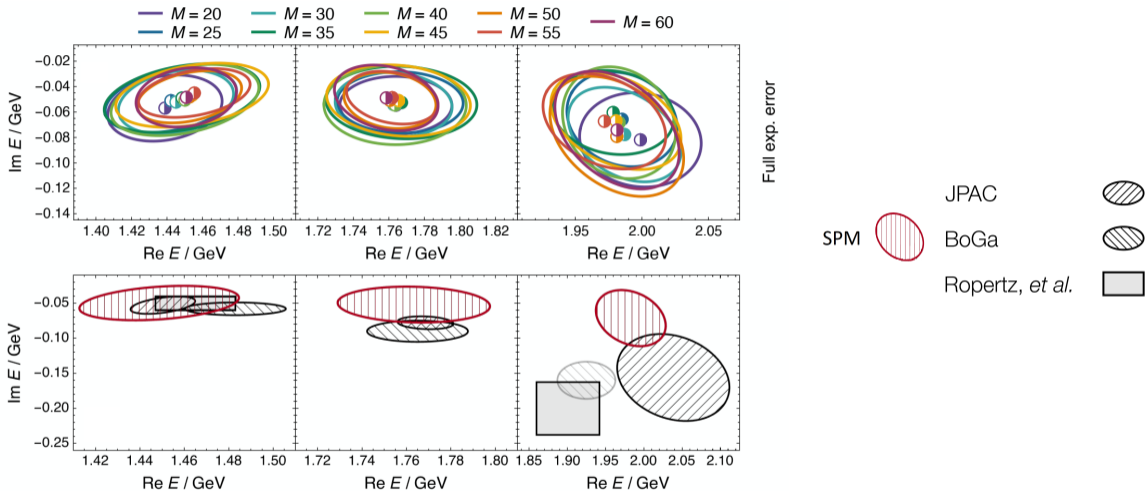 M = 20 M = 30 M = 40 M = 50 M = 60
M = 25 M = 35 M = 45 M = 55
Im E / GeV
−0.02
−0.04
−0.06
−0.08
−0.10
−0.12
−0.14
1.40 1.42 1.44 1.46 1.48 1.50 1.72 1.74 1.76 1.78 1.80 1.82 1.95 2.00 2.05
Re E / GeV Re E / GeV Re E / GeV
Full exp. error
Im E / GeV
−0.05
−0.10
−0.15
−0.20
−0.25
1.42 1.44 1.46 1.48 1.50 1.72 1.74 1.76 1.78 1.80 1.85 1.90 1.95 2.00 2.05 2.10
Re E / GeV Re E / GeV Re E / GeV
SPM
JPAC
BoGa
Ropertz, et al.